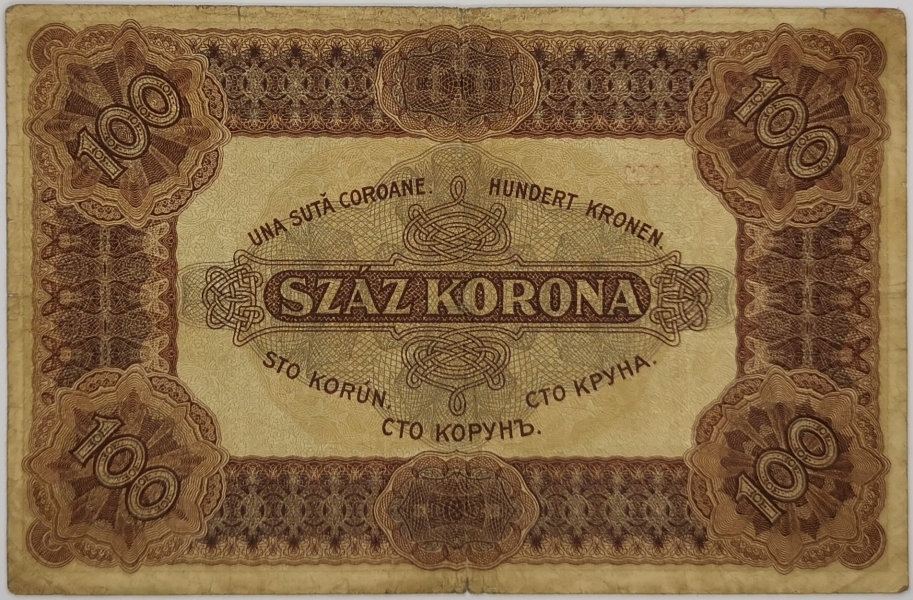 100
100
UNA SUTĂ COROANE.
HUNDERT KRONEN.
SZÁZ KORONA
STO KORÚN.
СТО КОРУНЪ.
СТО КРУНА.
100
100